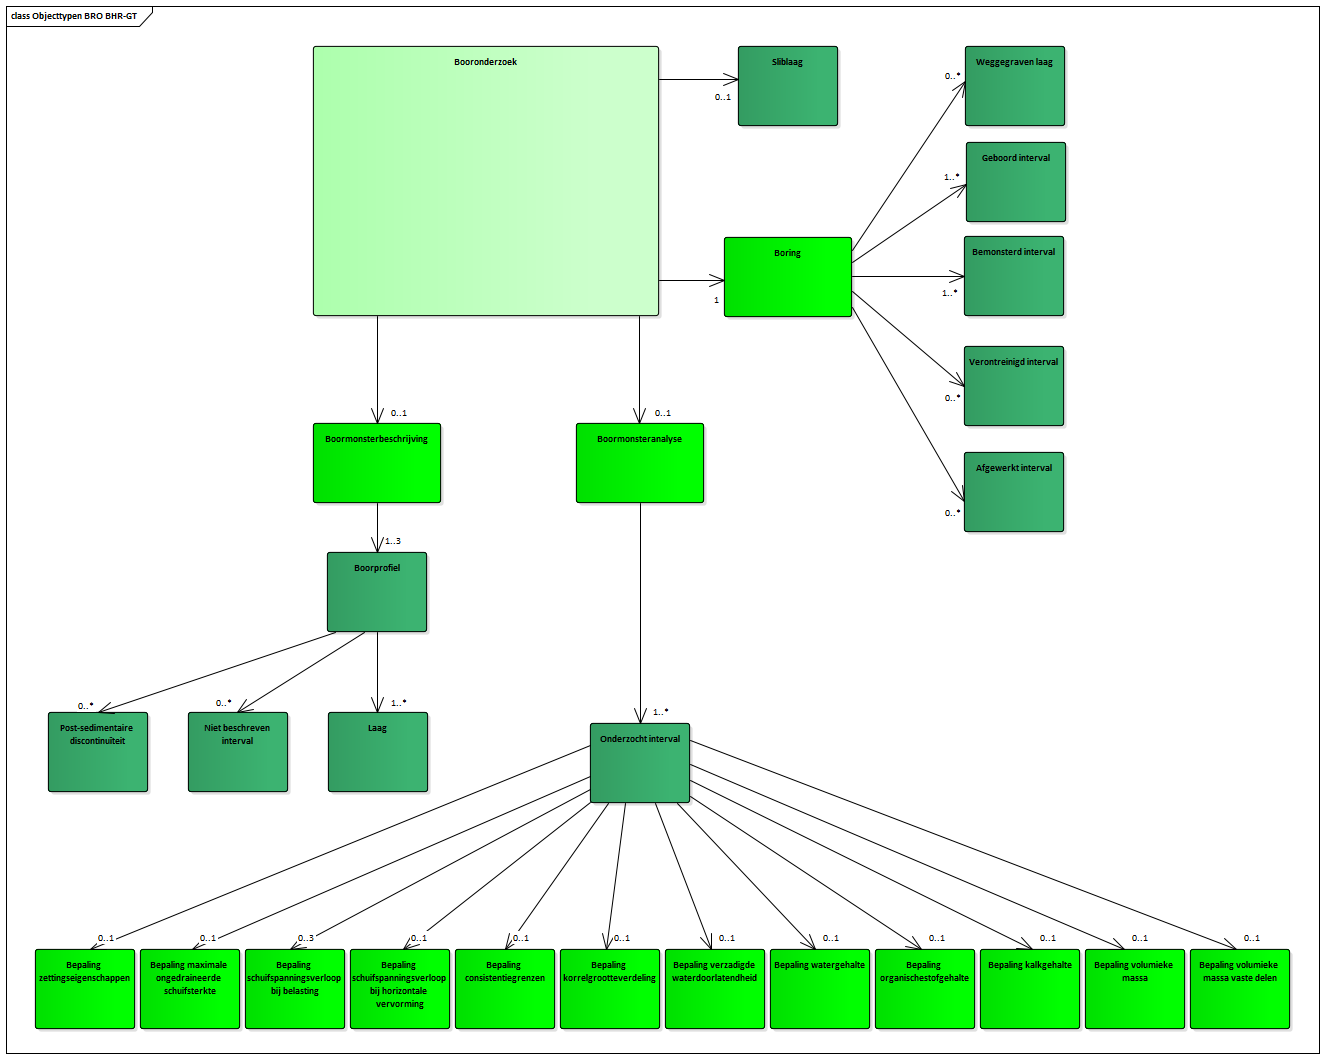 class Objecttypen BRO BHR-GT
Booronderzoek
Sliblaag
0..1
Weggegraven laag
0..*
Geboord interval
1..*
Boring
1
Bemonsterd interval
1..*
Verontreinigd interval
0..*
Afgewerkt interval
0..*
0..1
0..1
Boormonsterbeschrijving
Boormonsteranalyse
1..3
Boorprofiel
0..*
0..*
1..*
Post-sedimentaire
discontinuïteit
Niet beschreven
interval
Laag
1..*
Onderzocht interval
0..1
0..1
0..3
0..1
0..1
0..1
0..1
0..1
0..1
0..1
0..1
0..1
Bepaling
zettingseigenschappen
Bepaling maximale
ongedraineerde
schuifsterkte
Bepaling
schuifspanningsverloop
bij belasting
Bepaling
schuifspanningsverloop
bij horizontale
vervorming
Bepaling
consistentiegrenzen
Bepaling
korrelgrootteverdeling
Bepaling verzadigde
waterdoorlatendheid
Bepaling watergehalte
Bepaling
organischestofgehalte
Bepaling kalkgehalte
Bepaling volumieke
massa
Bepaling volumieke
massa vaste delen